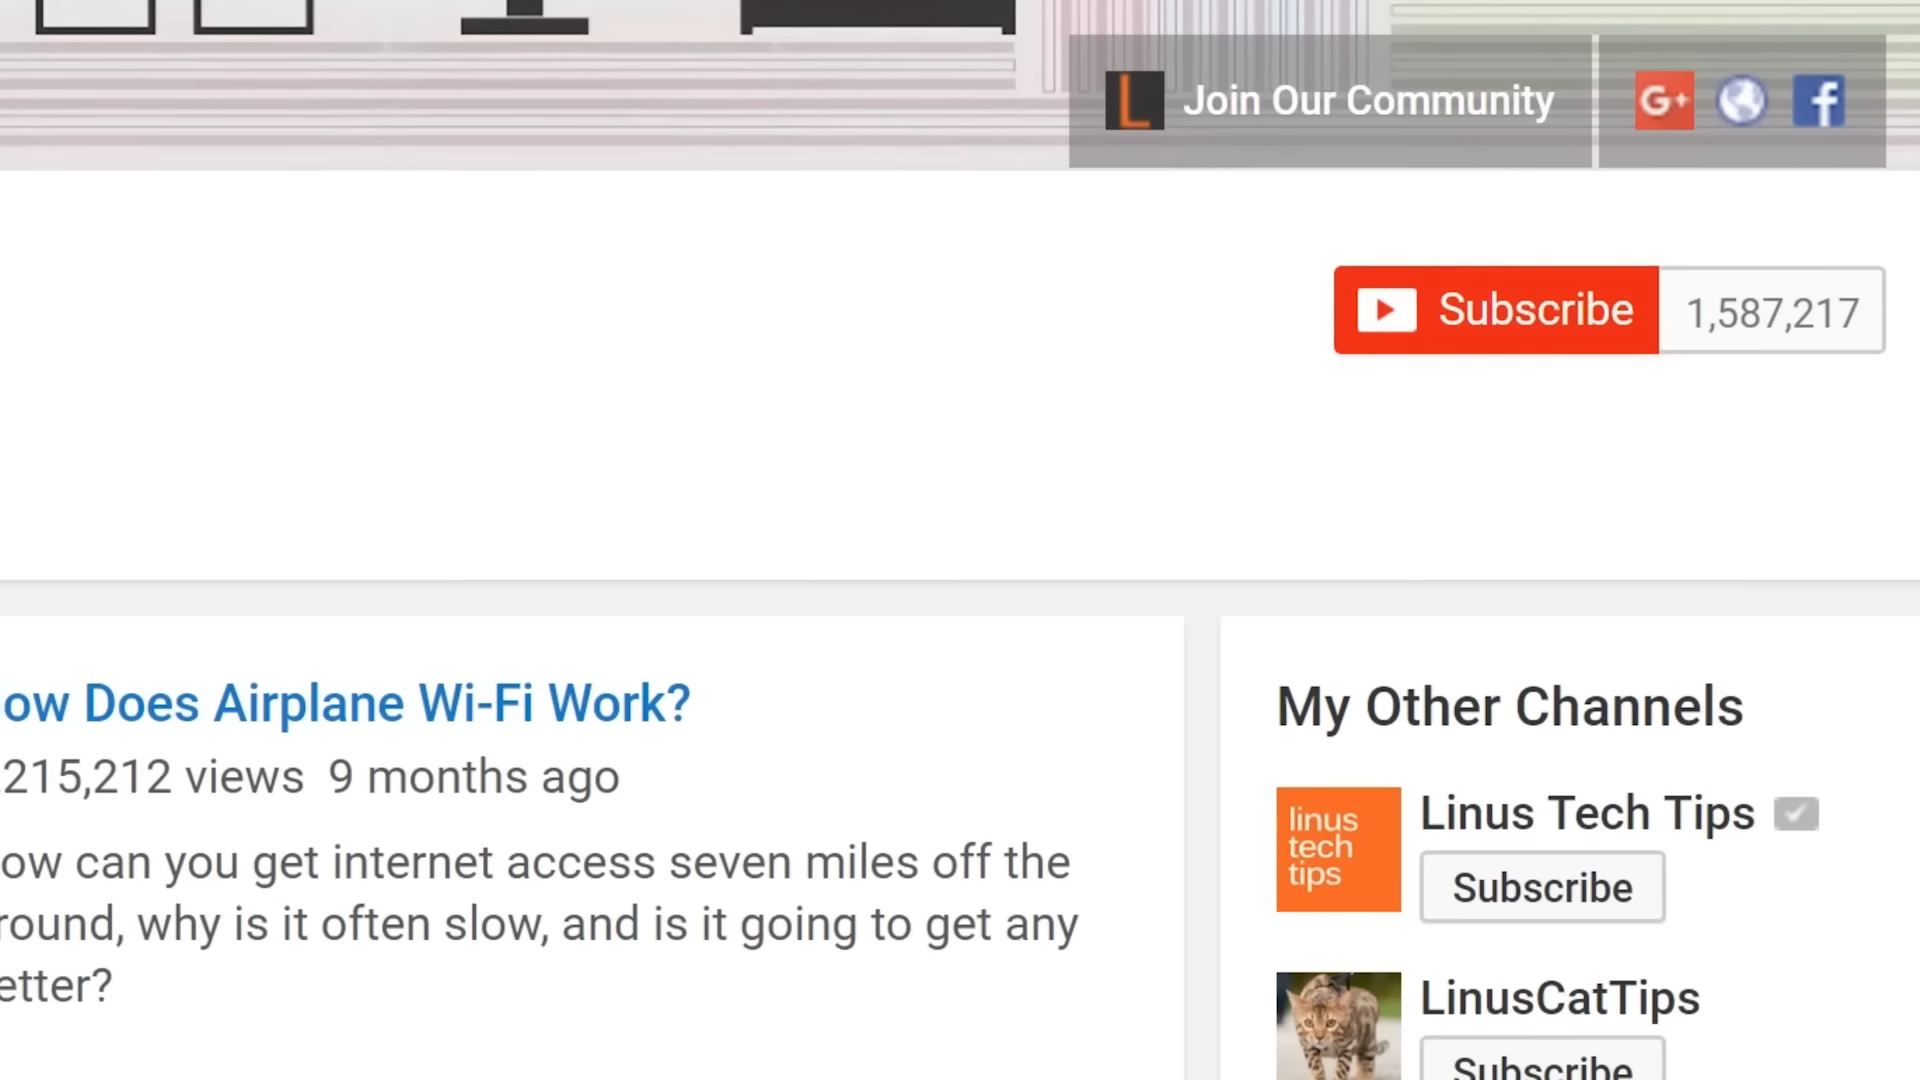 L Join Our Community G+ f
Subscribe 1,587,217
ow Does Airplane Wi-Fi Work?
215,212 views 9 months ago
ow can you get internet access seven miles off the
round, why is it often slow, and is it going to get any
etter?
My Other Channels
linus
tech
tips
Linus Tech Tips
Subscribe
LinusCatTips
Subscribe